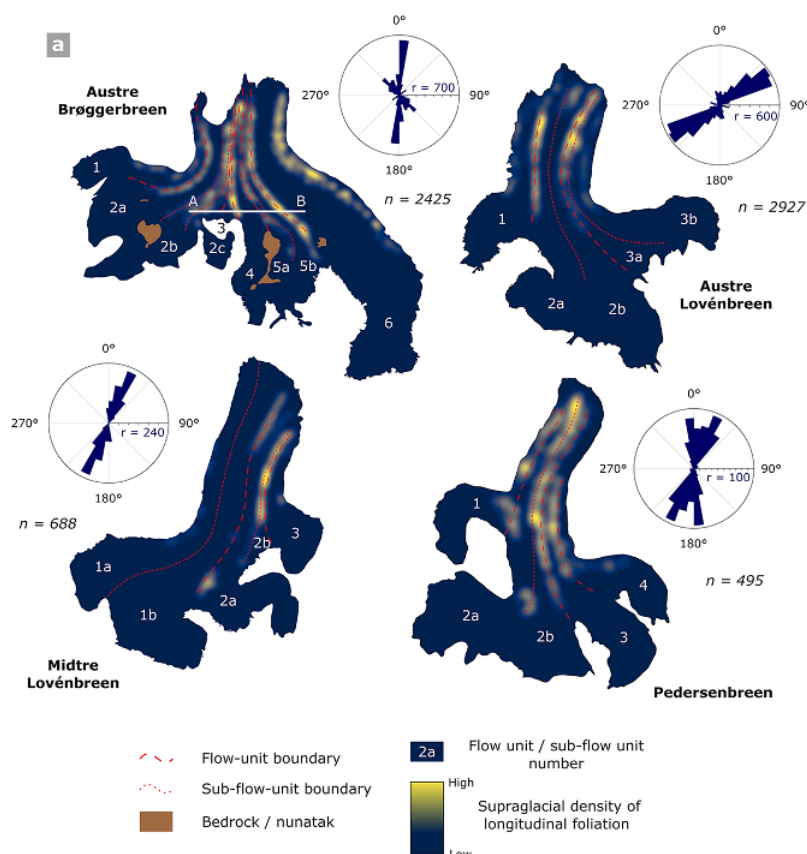 a
0°
0°
Austre
Brøggerbreen
270°
r = 700
90°
270°
90°
r = 600
180°
180°
1
2a
A
B
n = 2425
n = 2927
2b
3
2c
4
5a
5b
6
1
3b
3a
2a
2b
Austre
Lovénbreen
0°
0°
270°
90°
r = 240
180°
270°
90°
r = 100
180°
n = 688
n = 495
1a
1b
2a
2b
3
1
2a
2b
3
4
Midtre
Lovénbreen
Pedersenbreen
Flow-unit boundary
Sub-flow-unit boundary
Bedrock / nunatak
2a
Flow unit / sub-flow unit
number
High
Supraglacial density of
longitudinal foliation
Low